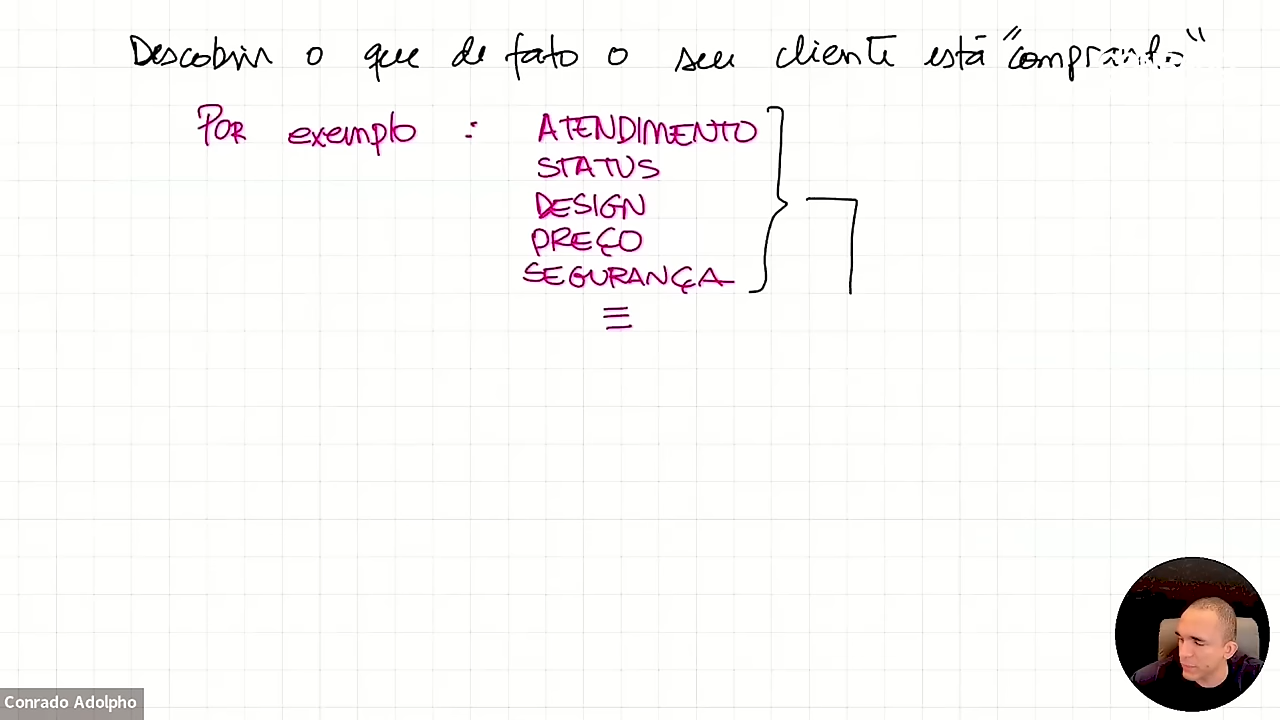 Descobrir o que de fato o seu cliente está "comprando"
POR exemplo : ATENDIMENTO
STATUS
DESIGN
PREÇO
SEGURANÇA
Conrado Adolpho